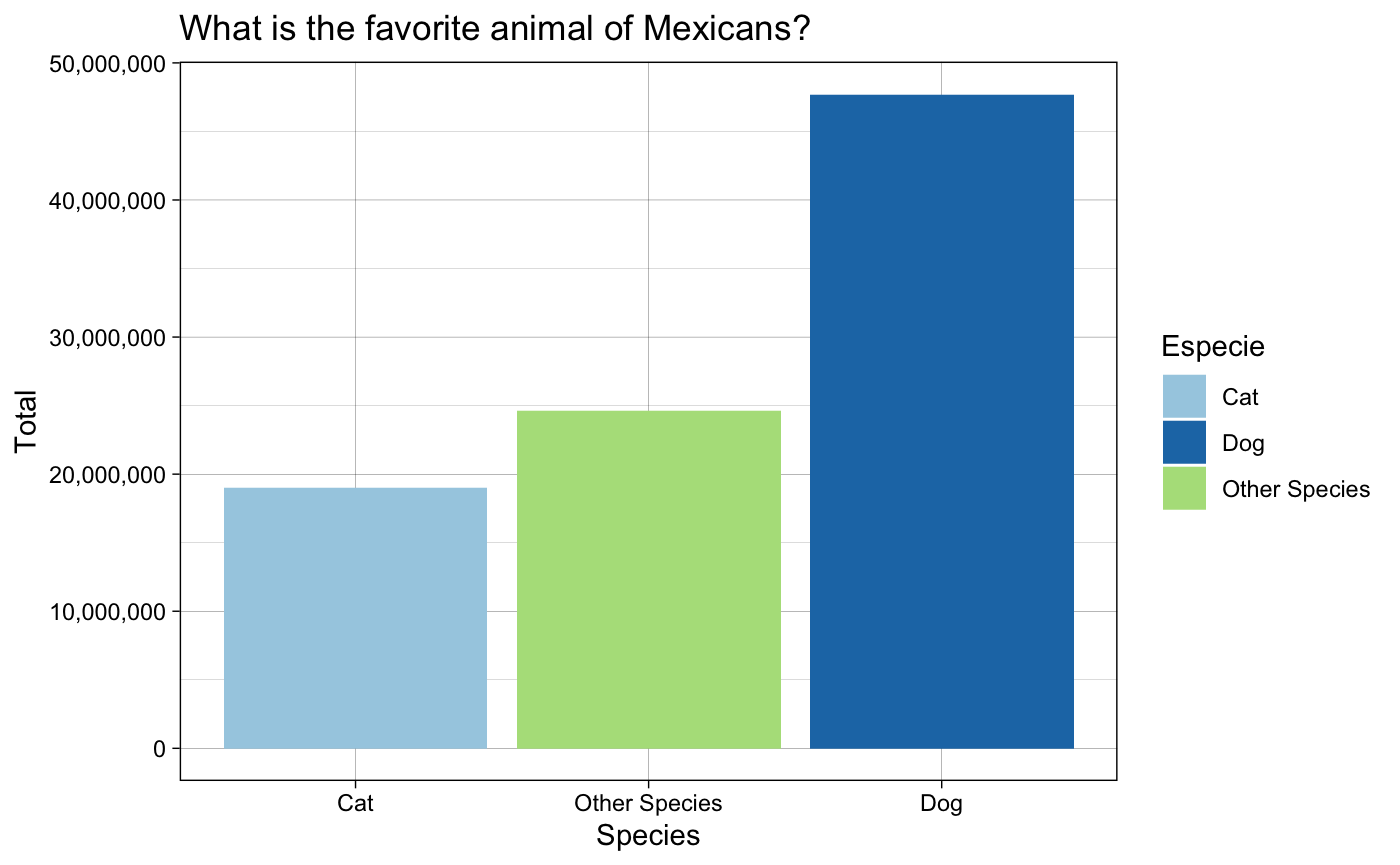 What is the favorite animal of Mexicans?
50,000,000
40,000,000
30,000,000
20,000,000
10,000,000
0
Total
Cat
Other Species
Dog
Species
Especie
Cat
Dog
Other Species